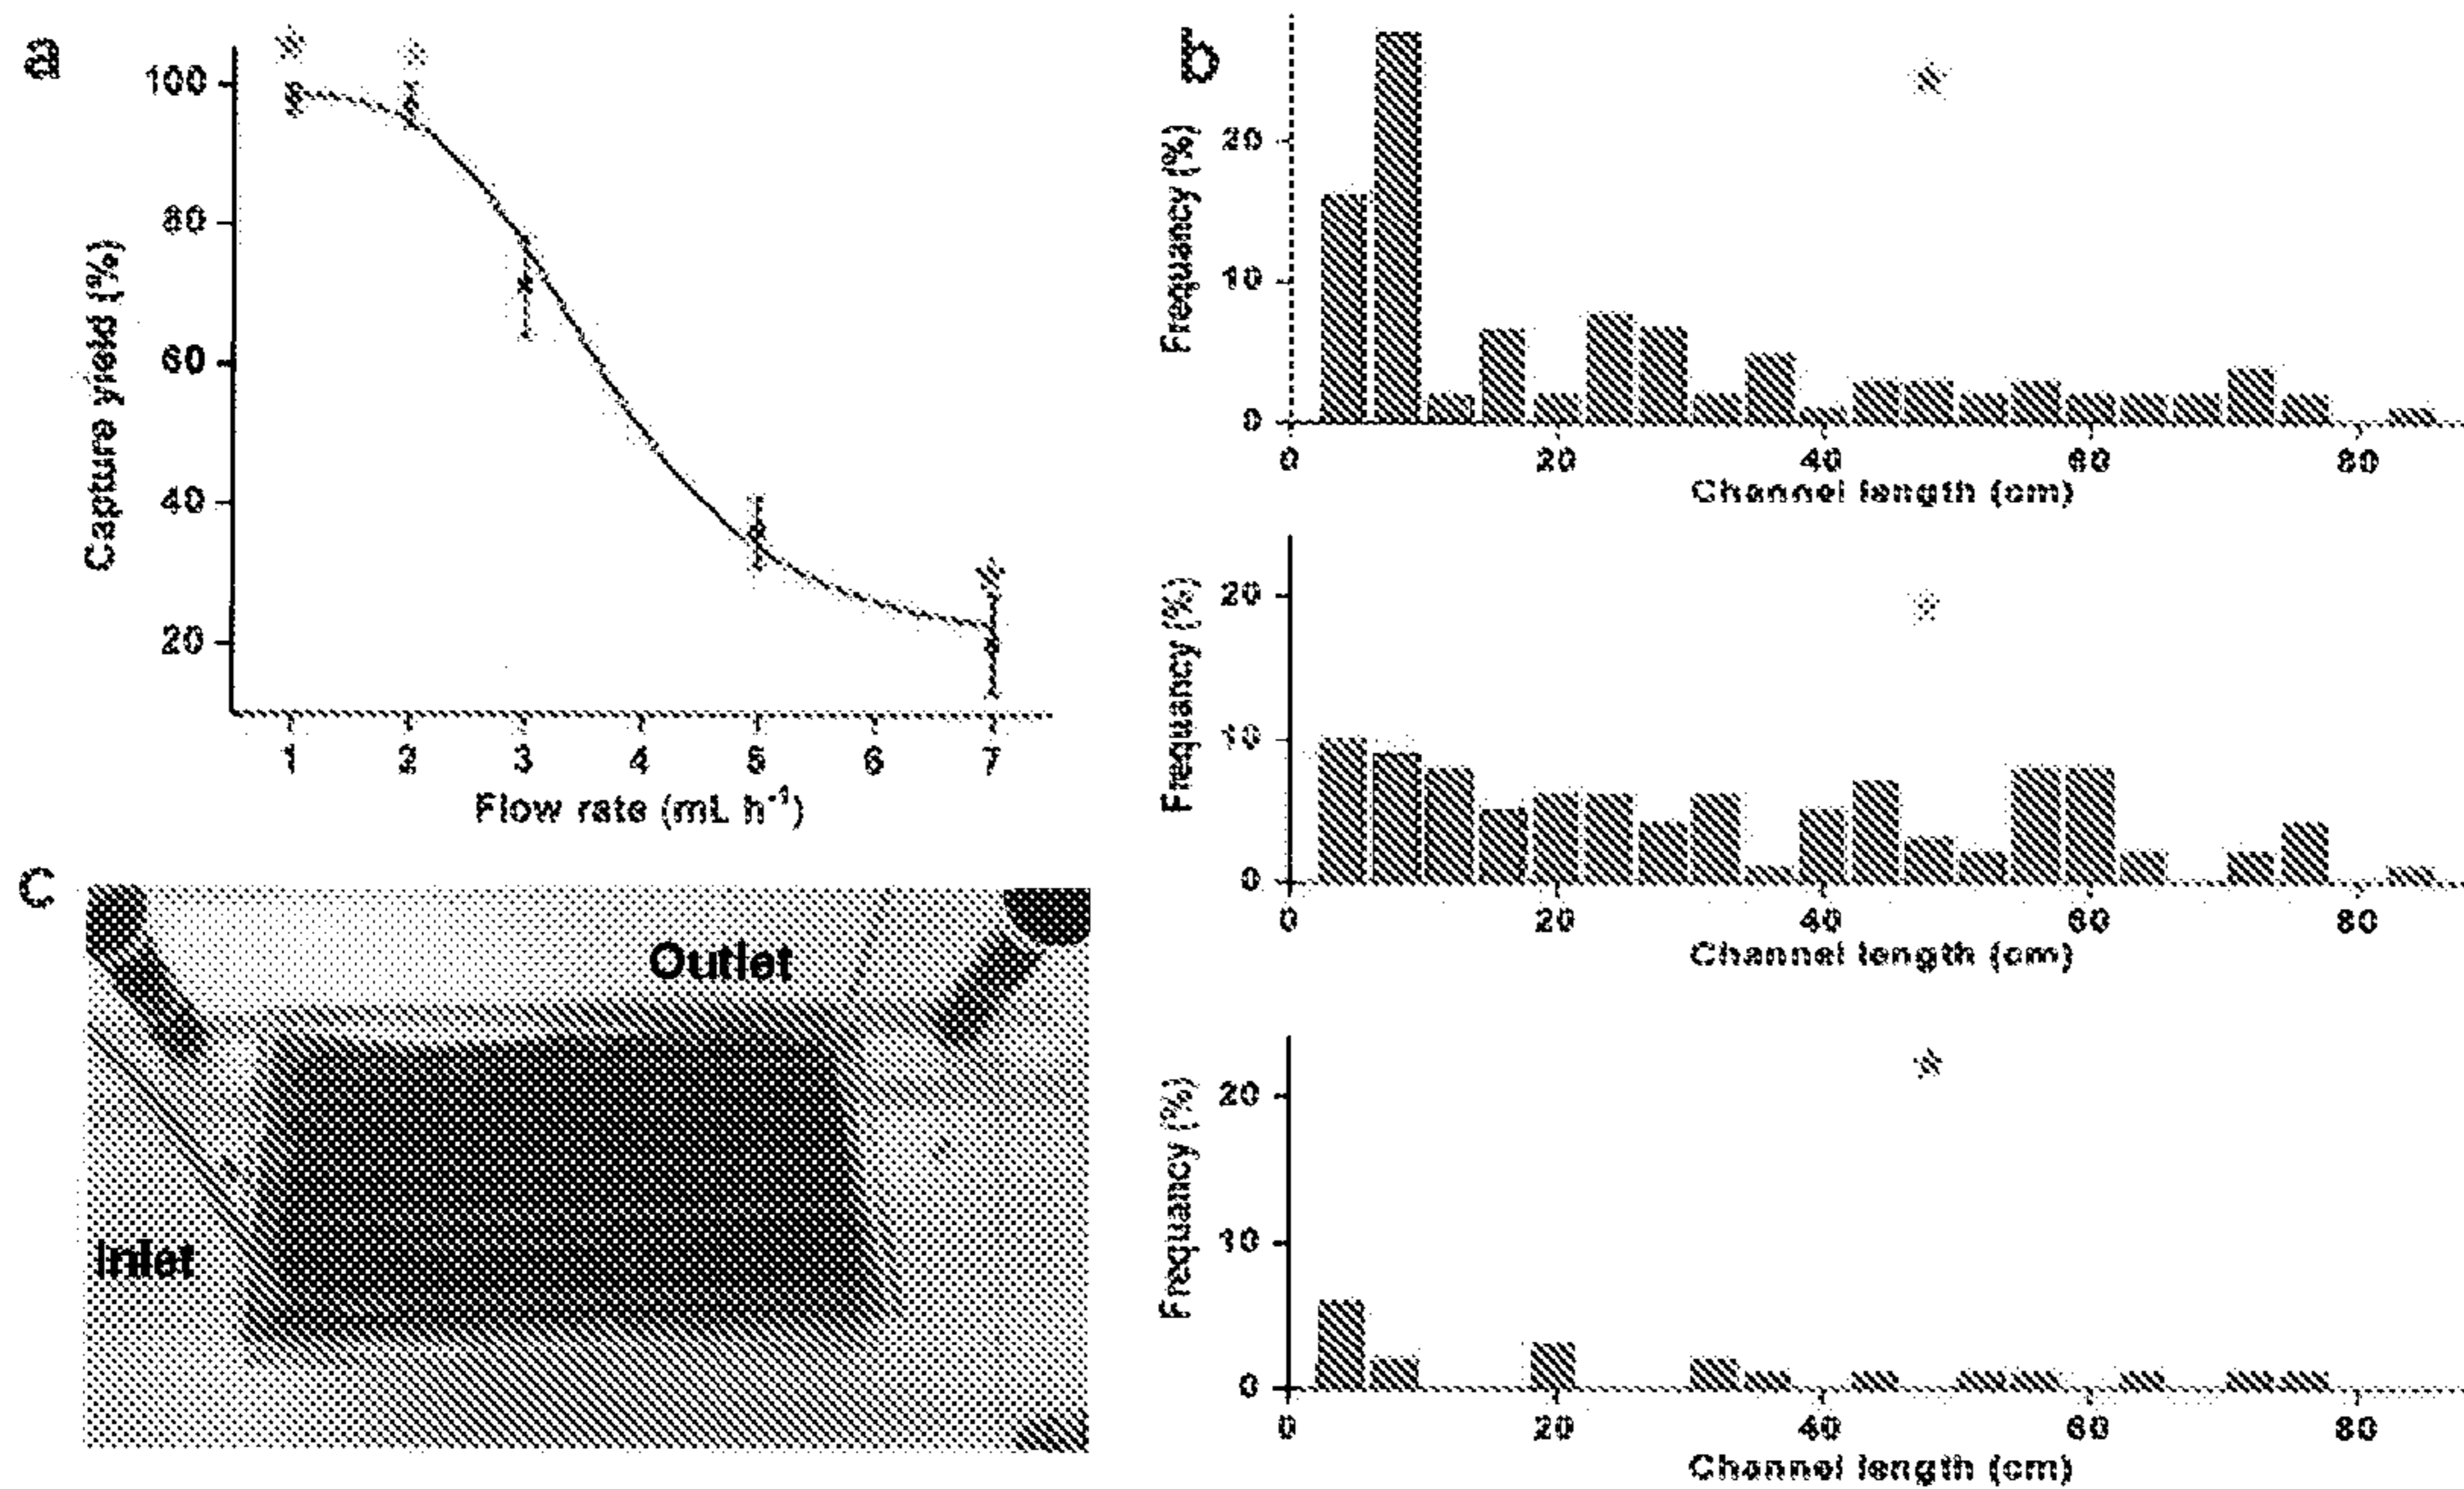 a
100
80
60
40
20
Capture yield (%)
1 2 3 4 5 6 7
Flow rate (mL h⁻¹)
b
20
10
0
Frequancy (%)
0 20 40 60 80
Channel length (cm)
20
10
0
Frequancy (%)
0 20 40 60 80
Channel length (cm)
20
10
0
Frequancy (%)
0 20 40 60 80
Channel length (cm)
c
Outlet
Inlet